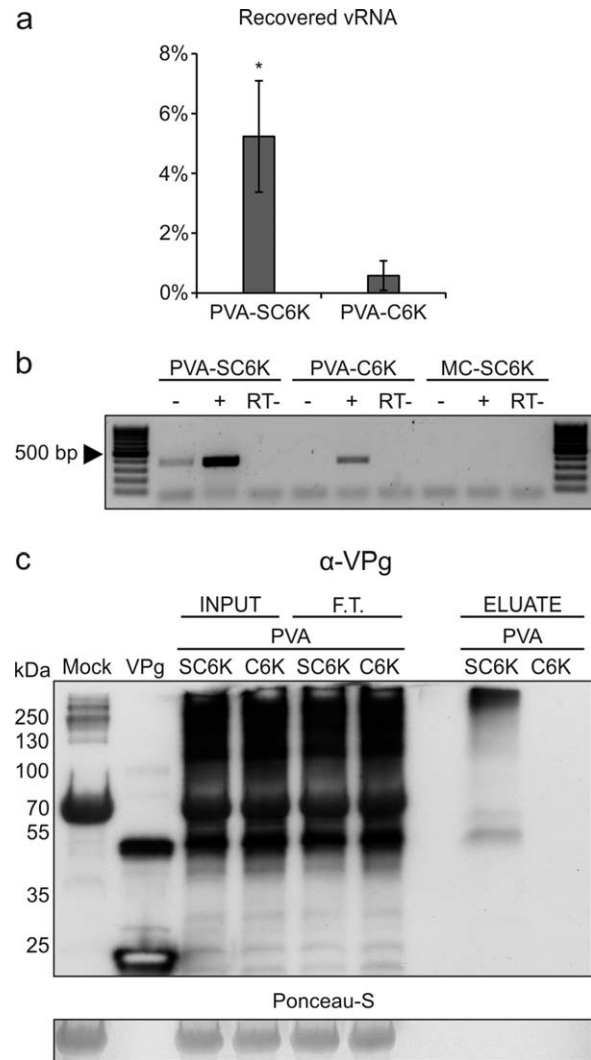 a
Recovered vRNA
8%
*
6%
4%
2%
0%
PVA-SC6K PVA-C6K
b
PVA-SC6K PVA-C6K MC-SC6K
- + RT- - + RT- - + RT-
500 bp
c
α-VPg
INPUT F.T. ELUATE
PVA PVA
kDa Mock VPg SC6K C6K SC6K C6K SC6K C6K
250
130
100
70
55
35
25
Ponceau-S